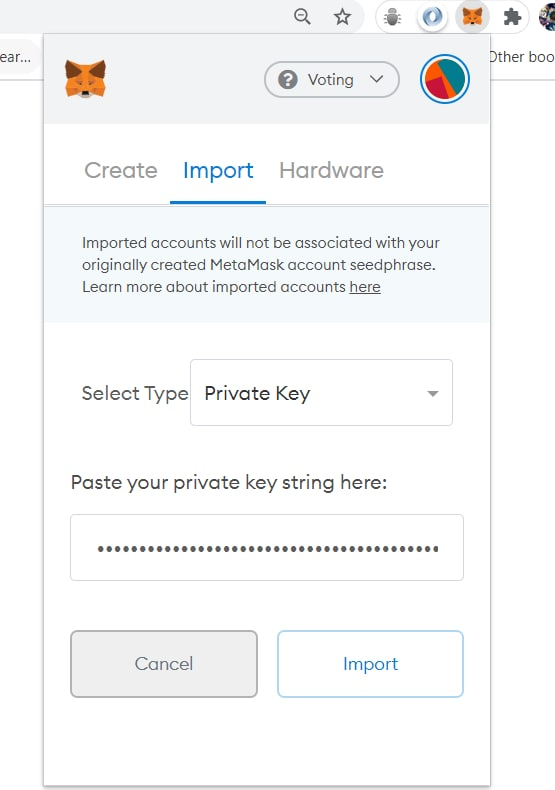 ear...
Other boo
? Voting
Create Import Hardware
Imported accounts will not be associated with your
originally created MetaMask account seedphrase.
Learn more about imported accounts here
Select Type Private Key
Paste your private key string here:
Cancel Import